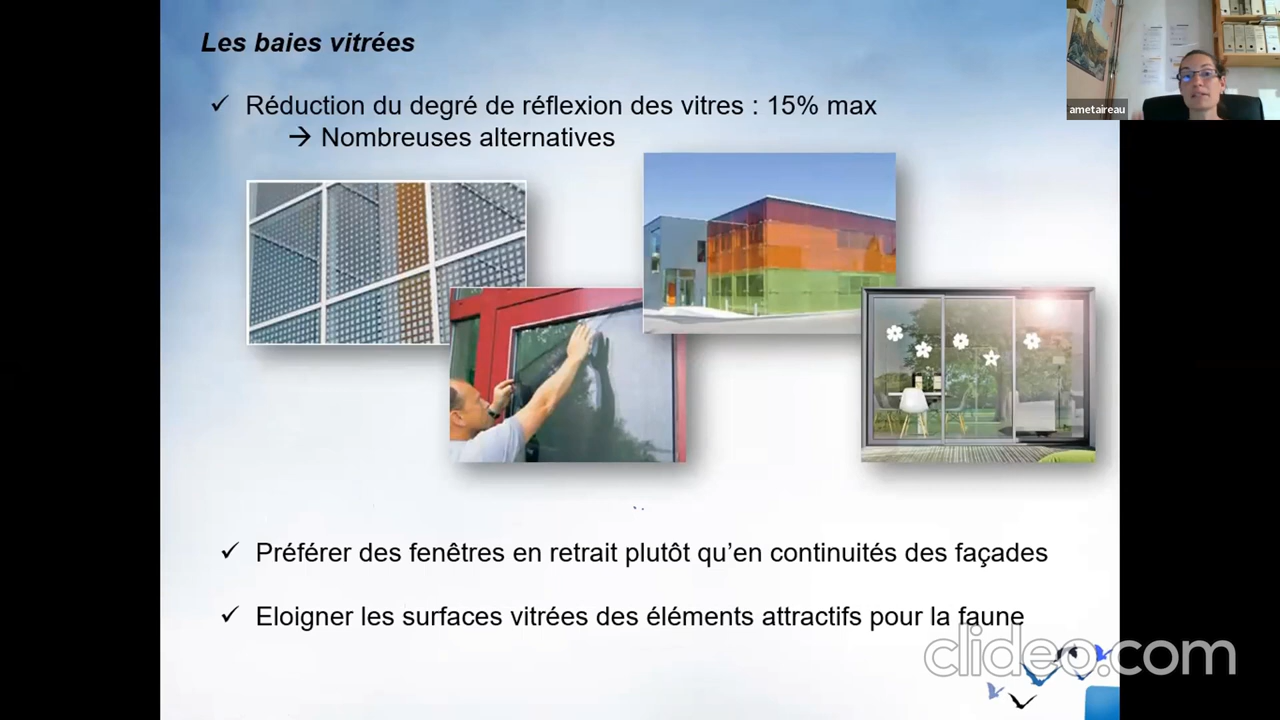 Les baies vitrées
✓ Réduction du degré de réflexion des vitres : 15% max
→ Nombreuses alternatives
ametaireau
✓ Préférer des fenêtres en retrait plutôt qu'en continuités des façades
✓ Eloigner les surfaces vitrées des éléments attractifs pour la faune
clideo.com